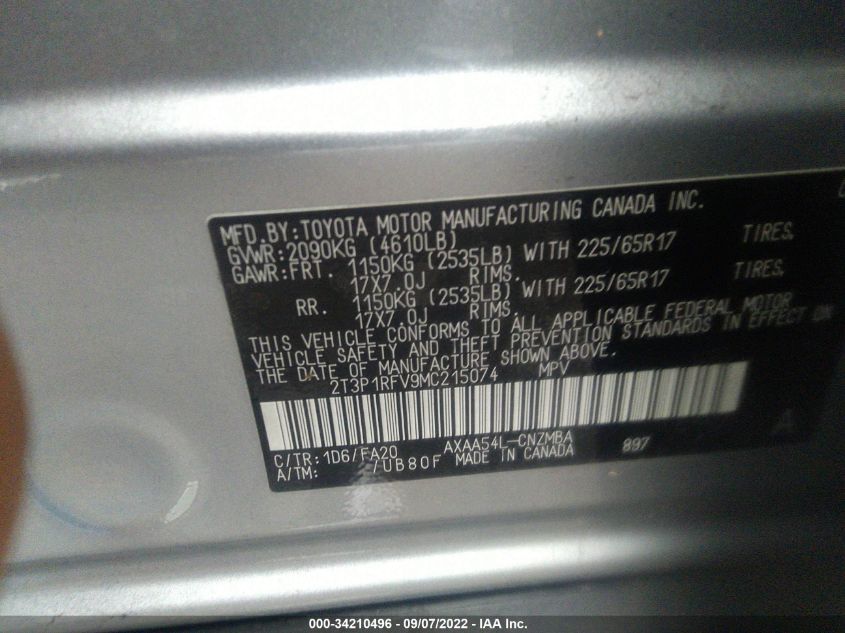 MFD.BY:TOYOTA MOTOR MANUFACTURING CANADA INC.
GVWR:2090KG (4610LB)
GAWR:FRT. 1150KG (2535LB) WITH 225/65R17 TIRES,
17X7.0J RIMS.
RR. 1150KG (2535LB) WITH 225/65R17 TIRES,
17X7.0J RIMS.
THIS VEHICLE CONFORMS TO ALL APPLICABLE FEDERAL MOTOR
VEHICLE SAFETY AND THEFT PREVENTION STANDARDS IN EFFECT ON
THE DATE OF MANUFACTURE SHOWN ABOVE.
2T3P1RFV9MC215074 MPV
C/TR:1D6/FA20 AXAA54L-CNZMBA 897 A
A/TM: /UB80F MADE IN CANADA
000-34210496 - 09/07/2022 - IAA Inc.